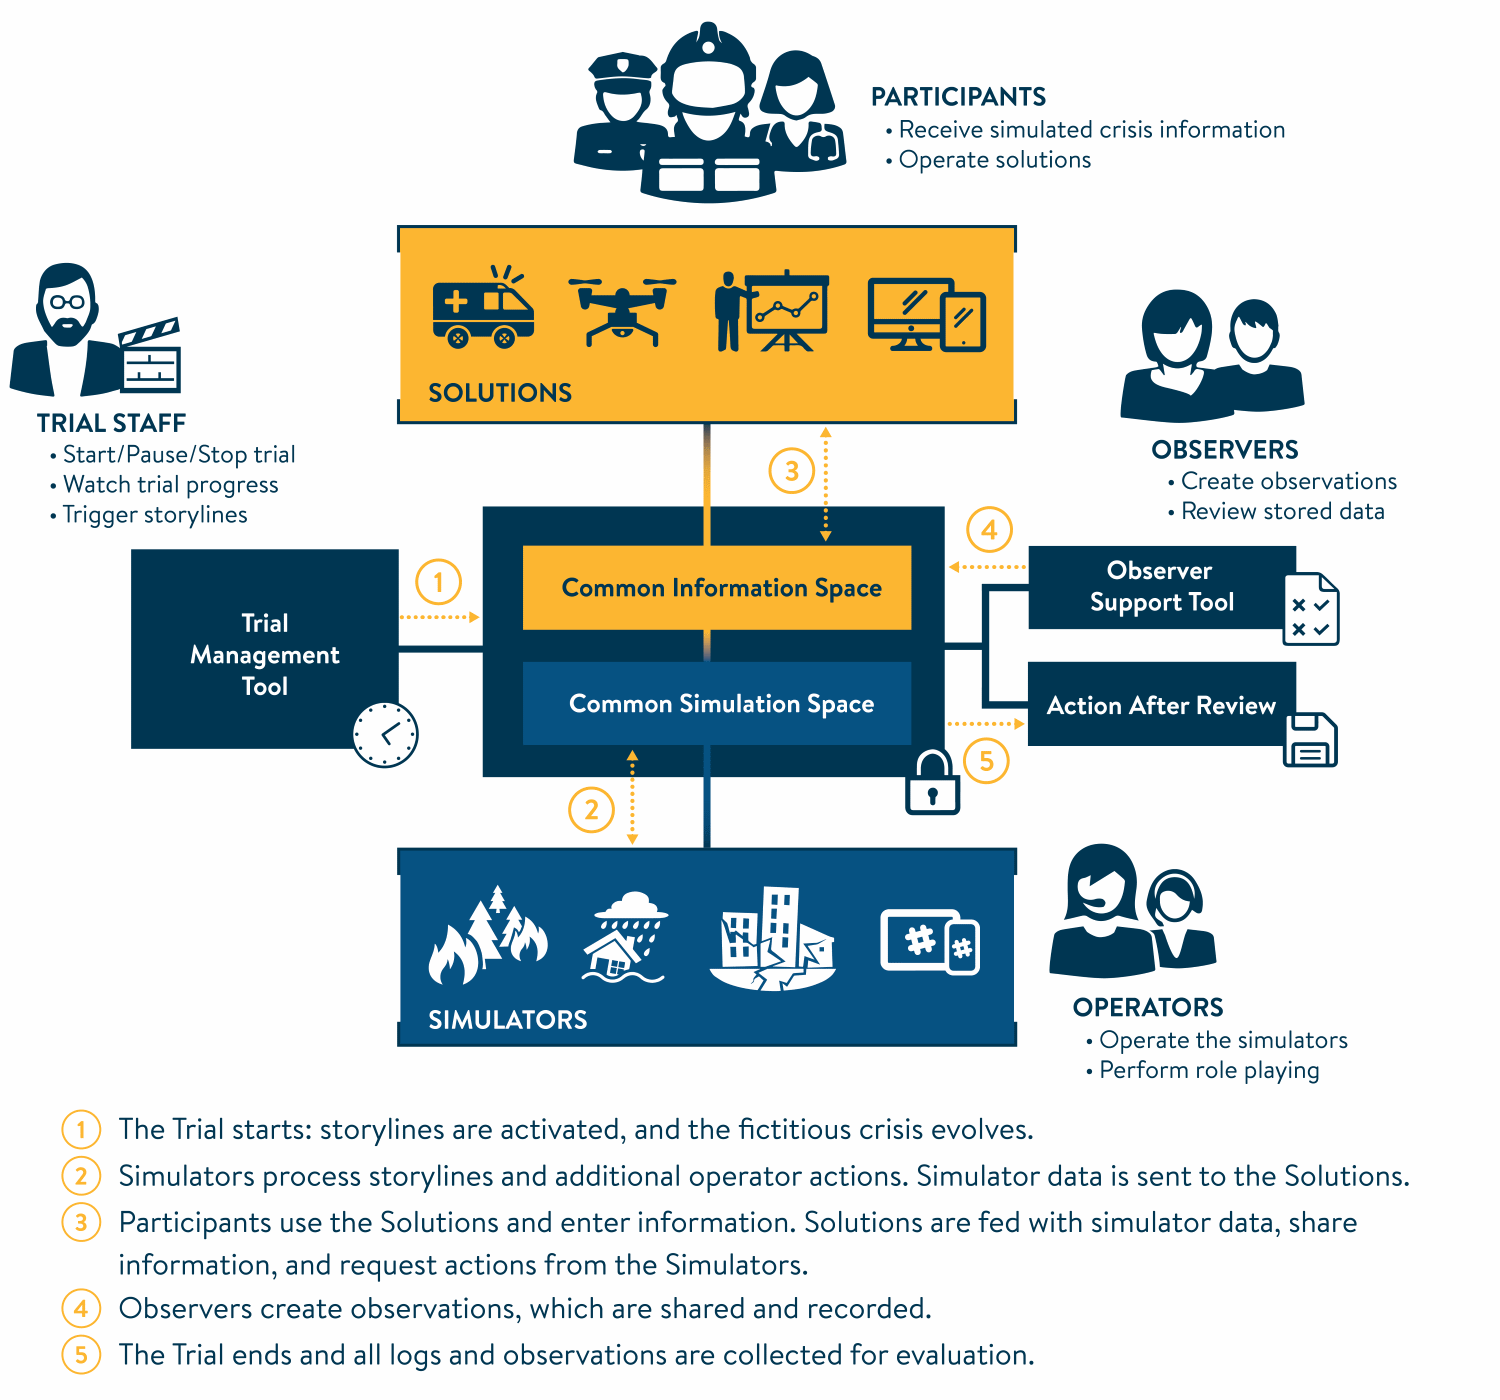 PARTICIPANTS
• Receive simulated crisis information
• Operate solutions
SOLUTIONS
TRIAL STAFF
• Start/Pause/Stop trial
• Watch trial progress
• Trigger storylines
OBSERVERS
• Create observations
• Review stored data
3
4
1
Common Information Space
Observer
Support Tool
Trial
Management
Tool
Common Simulation Space
Action After Review
5
2
SIMULATORS
OPERATORS
• Operate the simulators
• Perform role playing
1 The Trial starts: storylines are activated, and the fictitious crisis evolves.
2 Simulators process storylines and additional operator actions. Simulator data is sent to the Solutions.
3 Participants use the Solutions and enter information. Solutions are fed with simulator data, share
information, and request actions from the Simulators.
4 Observers create observations, which are shared and recorded.
5 The Trial ends and all logs and observations are collected for evaluation.